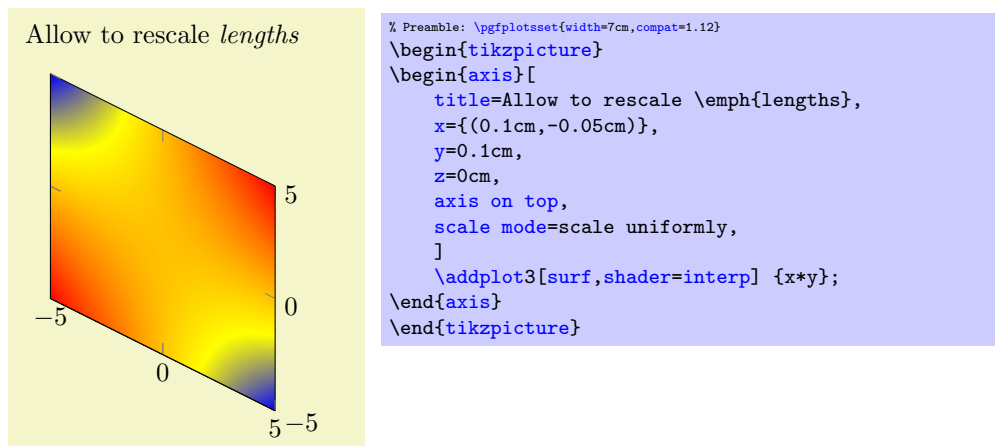 Allow to rescale lengths
5
0
−5
0
5 −5
% Preamble: \pgfplotsset{width=7cm,compat=1.12}
\begin{tikzpicture}
\begin{axis}[
    title=Allow to rescale \emph{lengths},
    x={(0.1cm,-0.05cm)},
    y=0.1cm,
    z=0cm,
    axis on top,
    scale mode=scale uniformly,
    ]
    \addplot3[surf,shader=interp] {x*y};
\end{axis}
\end{tikzpicture}